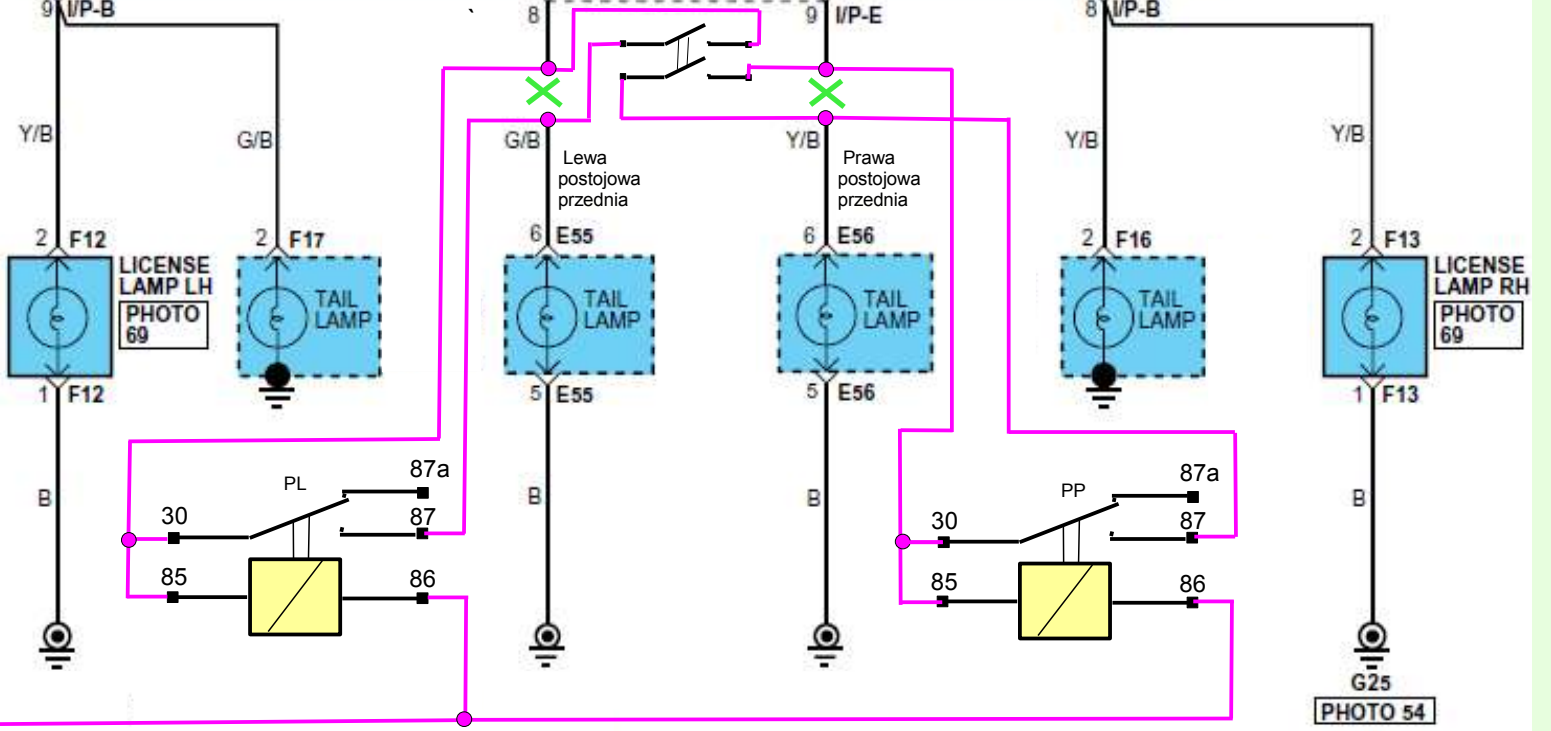 9 I/P-B
8
9 I/P-E
8 I/P-B
Y/B
G/B
G/B
Y/B
Y/B
Y/B
Lewa
postojowa
przednia
Prawa
postojowa
przednia
2 F12
2 F17
6 E55
6 E56
2 F16
2 F13
LICENSE
LAMP LH
PHOTO
69
TAIL
LAMP
TAIL
LAMP
TAIL
LAMP
TAIL
LAMP
LICENSE
LAMP RH
PHOTO
69
1 F12
5 E55
5 E56
1 F13
B
B
B
B
PL
87a
30
87
85
86
PP
87a
30
87
85
86
G25
PHOTO 54